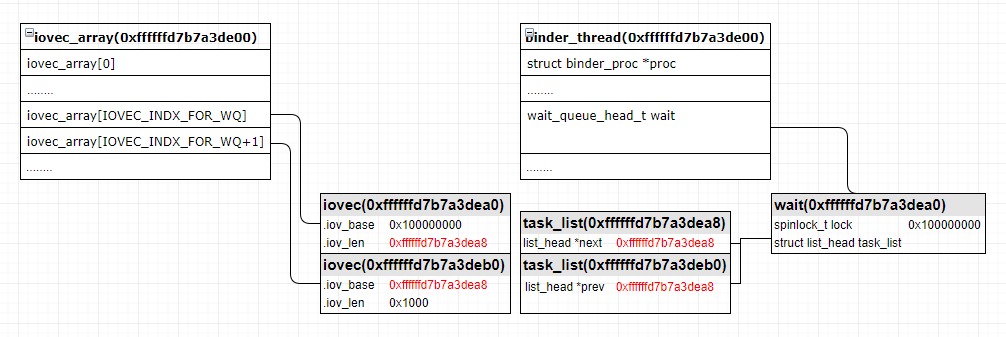 iovec_array(0xffffffd7b7a3de00)
iovec_array[0]
........
iovec_array[IOVEC_INDX_FOR_WQ]
iovec_array[IOVEC_INDX_FOR_WQ+1]
........
binder_thread(0xffffffd7b7a3de00)
struct binder_proc *proc
........
wait_queue_head_t wait
........
iovec(0xffffffd7b7a3dea0)
.iov_base 0x100000000
.iov_len 0xffffffd7b7a3dea8
iovec(0xffffffd7b7a3deb0)
.iov_base 0xffffffd7b7a3dea8
.iov_len 0x1000
task_list(0xffffffd7b7a3dea8)
list_head *next 0xffffffd7b7a3dea8
task_list(0xffffffd7b7a3deb0)
list_head *prev 0xffffffd7b7a3dea8
wait(0xffffffd7b7a3dea0)
spinlock_t lock 0x100000000
struct list_head task_list